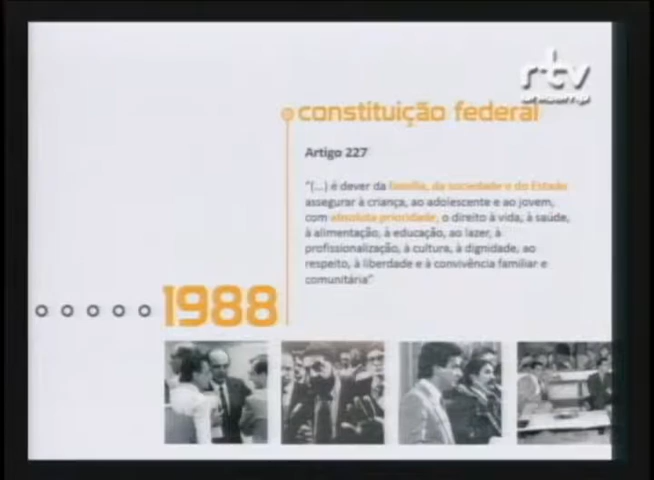 rtv
unicamp
constituição federal
Artigo 227
"(...) é dever da família, da sociedade e do Estado
assegurar à criança, ao adolescente e ao jovem,
com absoluta prioridade, o direito à vida, à saúde,
à alimentação, à educação, ao lazer, à
profissionalização, à cultura, à dignidade, ao
respeito, à liberdade e à convivência familiar e
comunitária"
1988